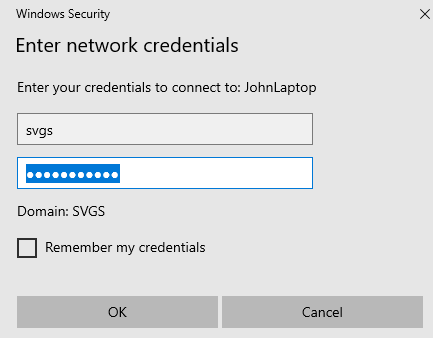 Windows Security
Enter network credentials
Enter your credentials to connect to: JohnLaptop
svgs
●●●●●●●●●●●
Domain: SVGS
Remember my credentials
OK
Cancel